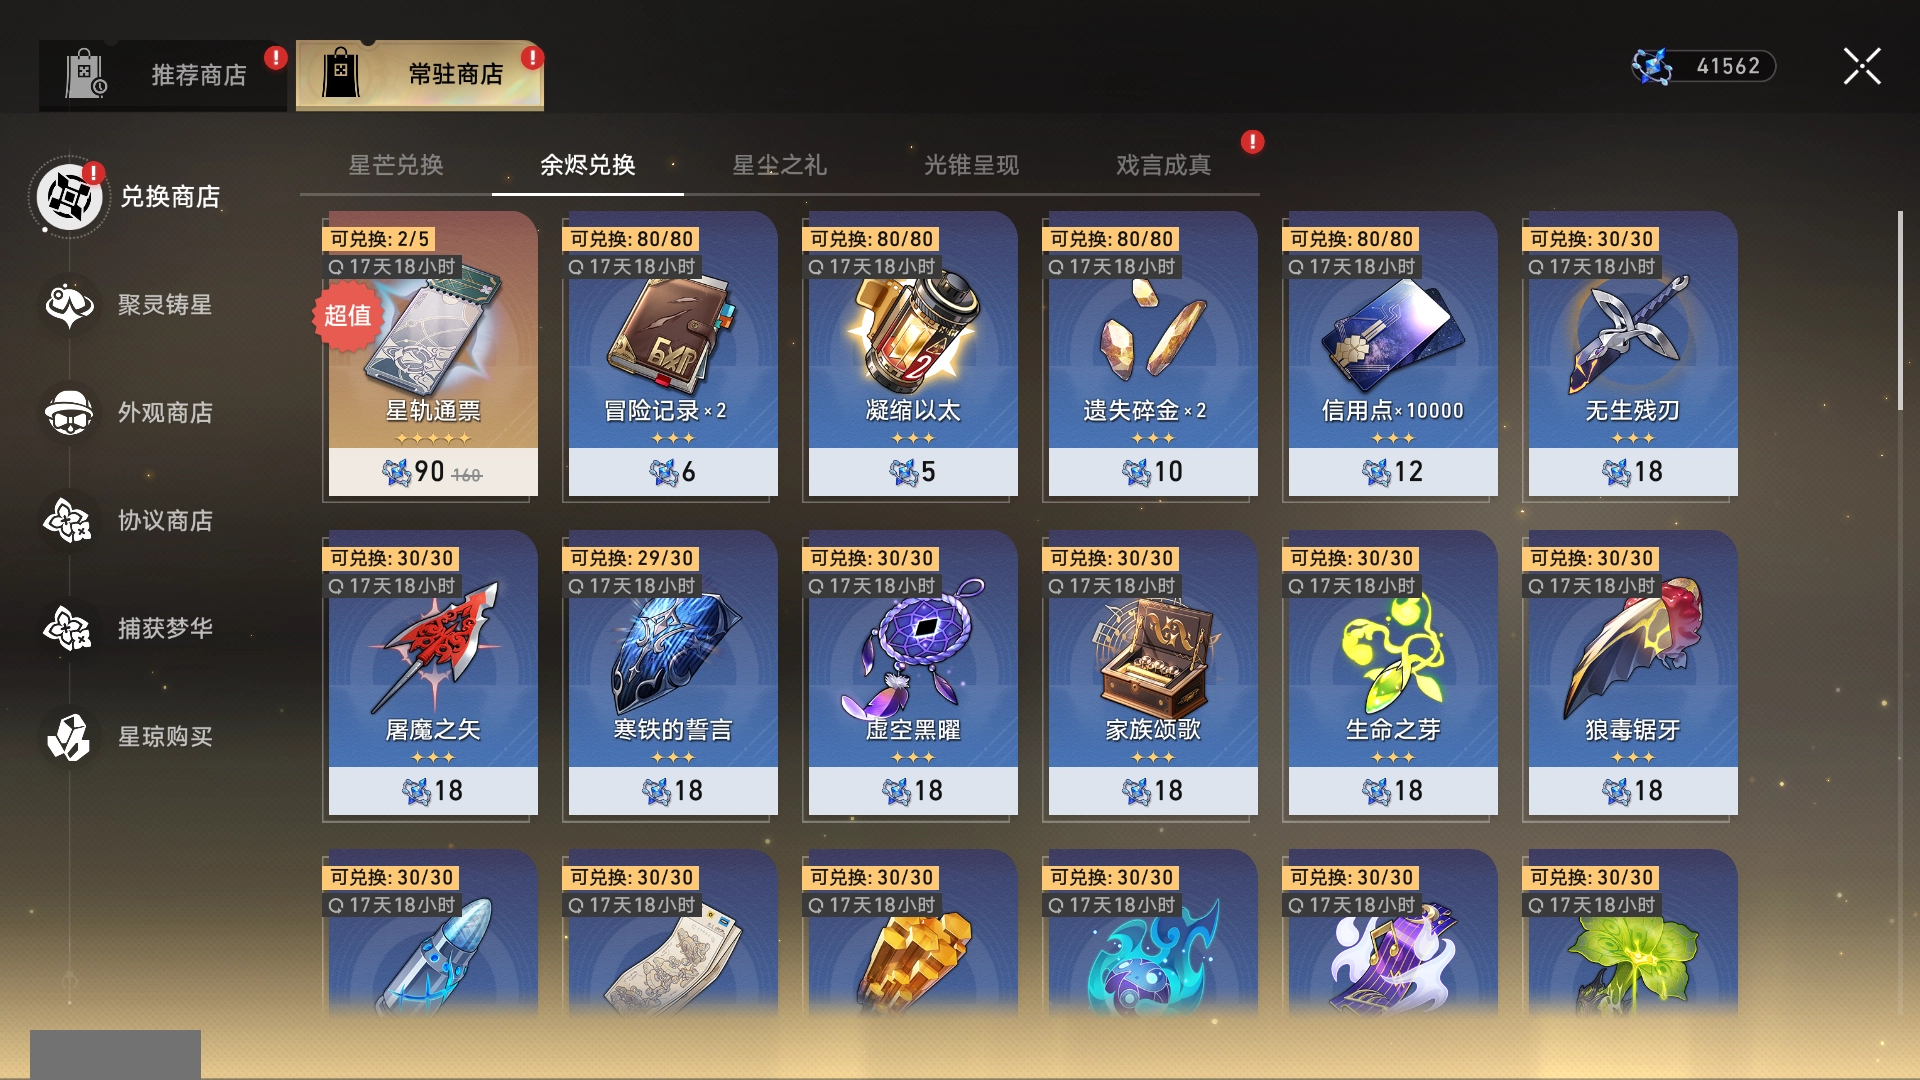 推荐商店
常驻商店
41562
星芒兑换
余烬兑换
星尘之礼
光锥呈现
戏言成真
兑换商店
聚灵铸星
外观商店
协议商店
捕获梦华
星琼购买
可兑换: 2/5
17天18小时
超值
星轨通票
90 160
可兑换: 80/80
17天18小时
冒险记录×2
6
可兑换: 80/80
17天18小时
2
凝缩以太
5
可兑换: 80/80
17天18小时
遗失碎金×2
10
可兑换: 80/80
17天18小时
信用点×10000
12
可兑换: 30/30
17天18小时
无生残刃
18
可兑换: 30/30
17天18小时
屠魔之矢
18
可兑换: 29/30
17天18小时
寒铁的誓言
18
可兑换: 30/30
17天18小时
虚空黑曜
18
可兑换: 30/30
17天18小时
家族颂歌
18
可兑换: 30/30
17天18小时
生命之芽
18
可兑换: 30/30
17天18小时
狼毒锯牙
18
可兑换: 30/30
17天18小时
可兑换: 30/30
17天18小时
可兑换: 30/30
17天18小时
可兑换: 30/30
17天18小时
可兑换: 30/30
17天18小时
可兑换: 30/30
17天18小时